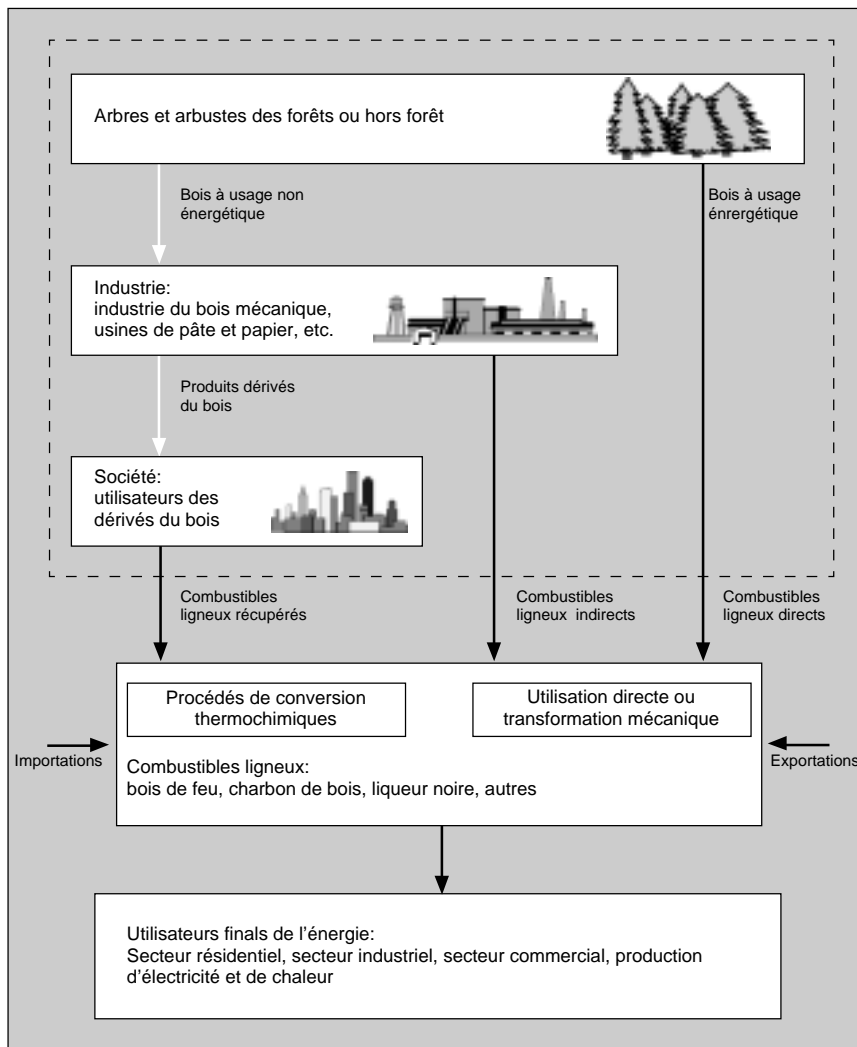 Arbres et arbustes des forêts ou hors forêt
Bois à usage non
énergétique
Bois à usage
énrergétique
Industrie:
industrie du bois mécanique,
usines de pâte et papier, etc.
Produits dérivés
du bois
Société:
utilisateurs des
dérivés du bois
Combustibles
ligneux récupérés
Combustibles
ligneux indirects
Combustibles
ligneux directs
Procédés de conversion
thermochimiques
Utilisation directe ou
transformation mécanique
Importations
Exportations
Combustibles ligneux:
bois de feu, charbon de bois, liqueur noire, autres
Utilisateurs finals de l’énergie:
Secteur résidentiel, secteur industriel, secteur commercial, production
d’électricité et de chaleur